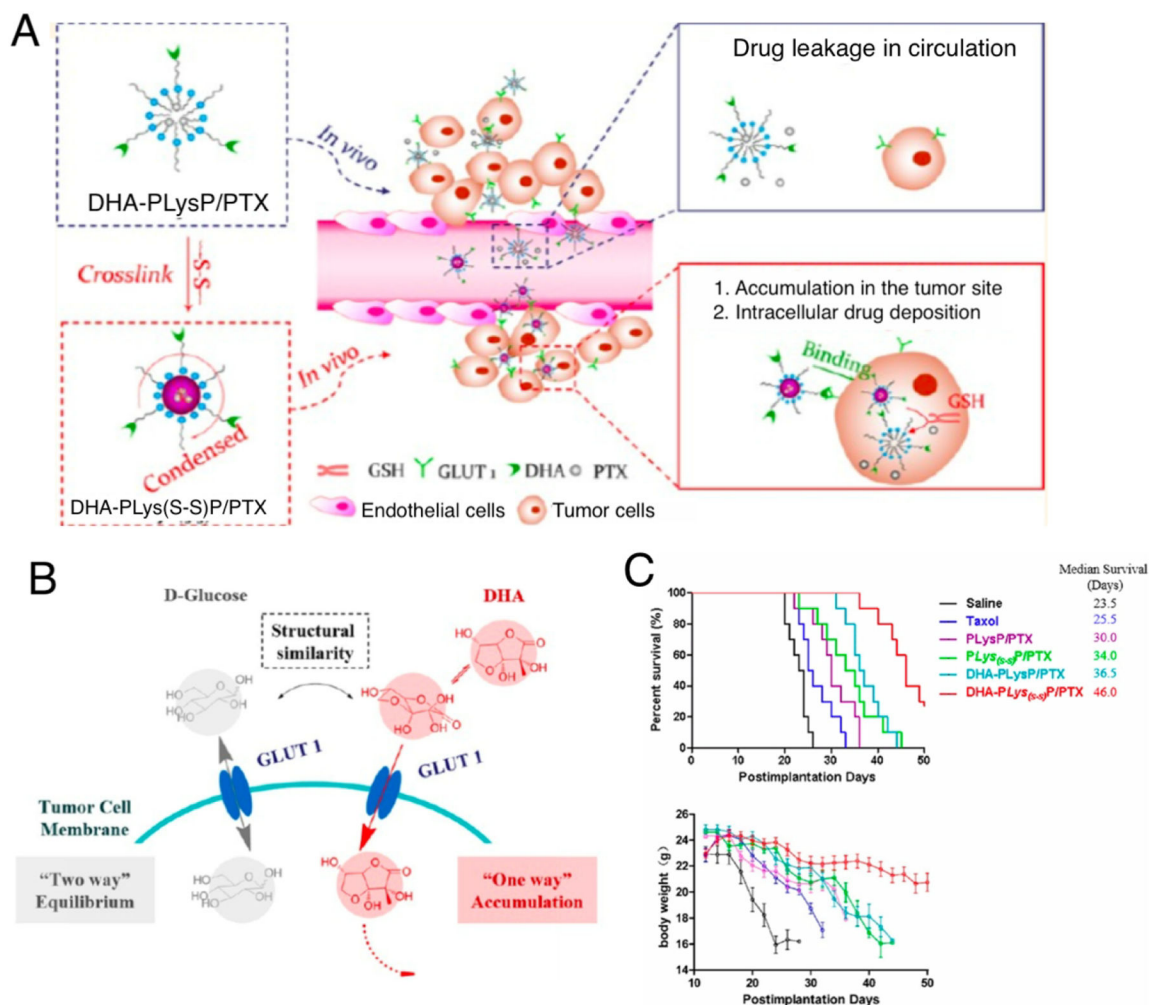 A
DHA-PLysP/PTX
In vivo
Drug leakage in circulation
Crosslink
-S-S-
In vivo
1. Accumulation in the tumor site
2. Intracellular drug deposition
Binding
GSH
Condensed
DHA-PLys(S-S)P/PTX
GSH GLUT 1 DHA PTX
Endothelial cells Tumor cells
B
D-Glucose
DHA
Structural
similarity
GLUT 1
GLUT 1
Tumor Cell
Membrane
“Two way”
Equilibrium
“One way”
Accumulation
C
Median Survival
(Days)
Saline 23.5
Taxol 25.5
PLysP/PTX 30.0
PLys(s-s)P/PTX 34.0
DHA-PLysP/PTX 36.5
DHA-PLys(s-s)P/PTX 46.0
Percent survival (%)
100
80
60
40
20
0
0 10 20 30 40 50
Postimplantation Days
body weight (g)
26
24
22
20
18
16
14
10 20 30 40 50
Postimplantation Days